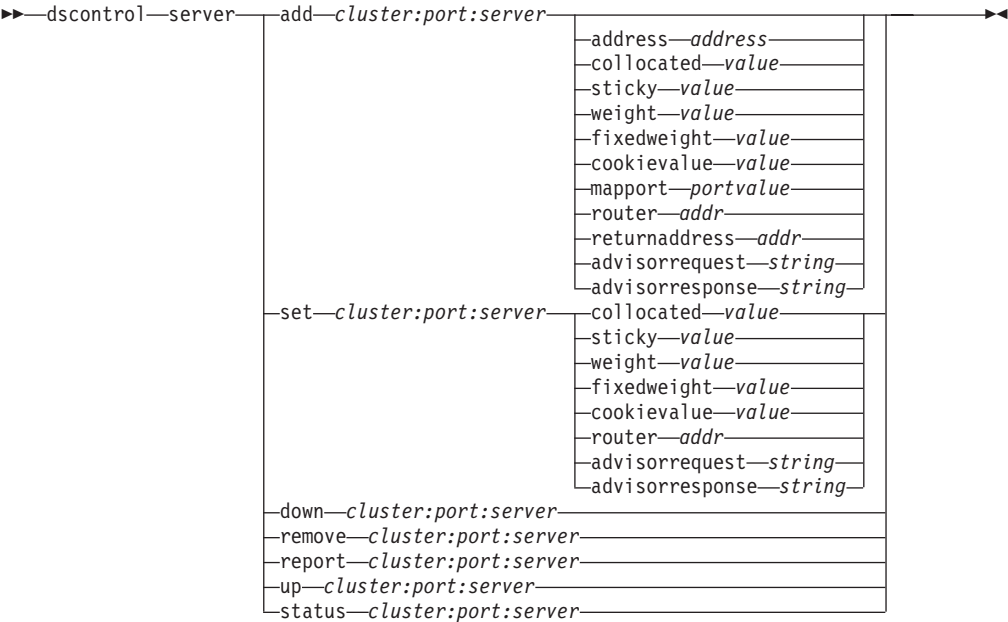 dscontrol server add cluster:port:server
address address
collocated value
sticky value
weight value
fixedweight value
cookievalue value
mapport portvalue
router addr
returnaddress addr
advisorrequest string
advisorresponse string
set cluster:port:server collocated value
sticky value
weight value
fixedweight value
cookievalue value
router addr
advisorrequest string
advisorresponse string
down cluster:port:server
remove cluster:port:server
report cluster:port:server
up cluster:port:server
status cluster:port:server